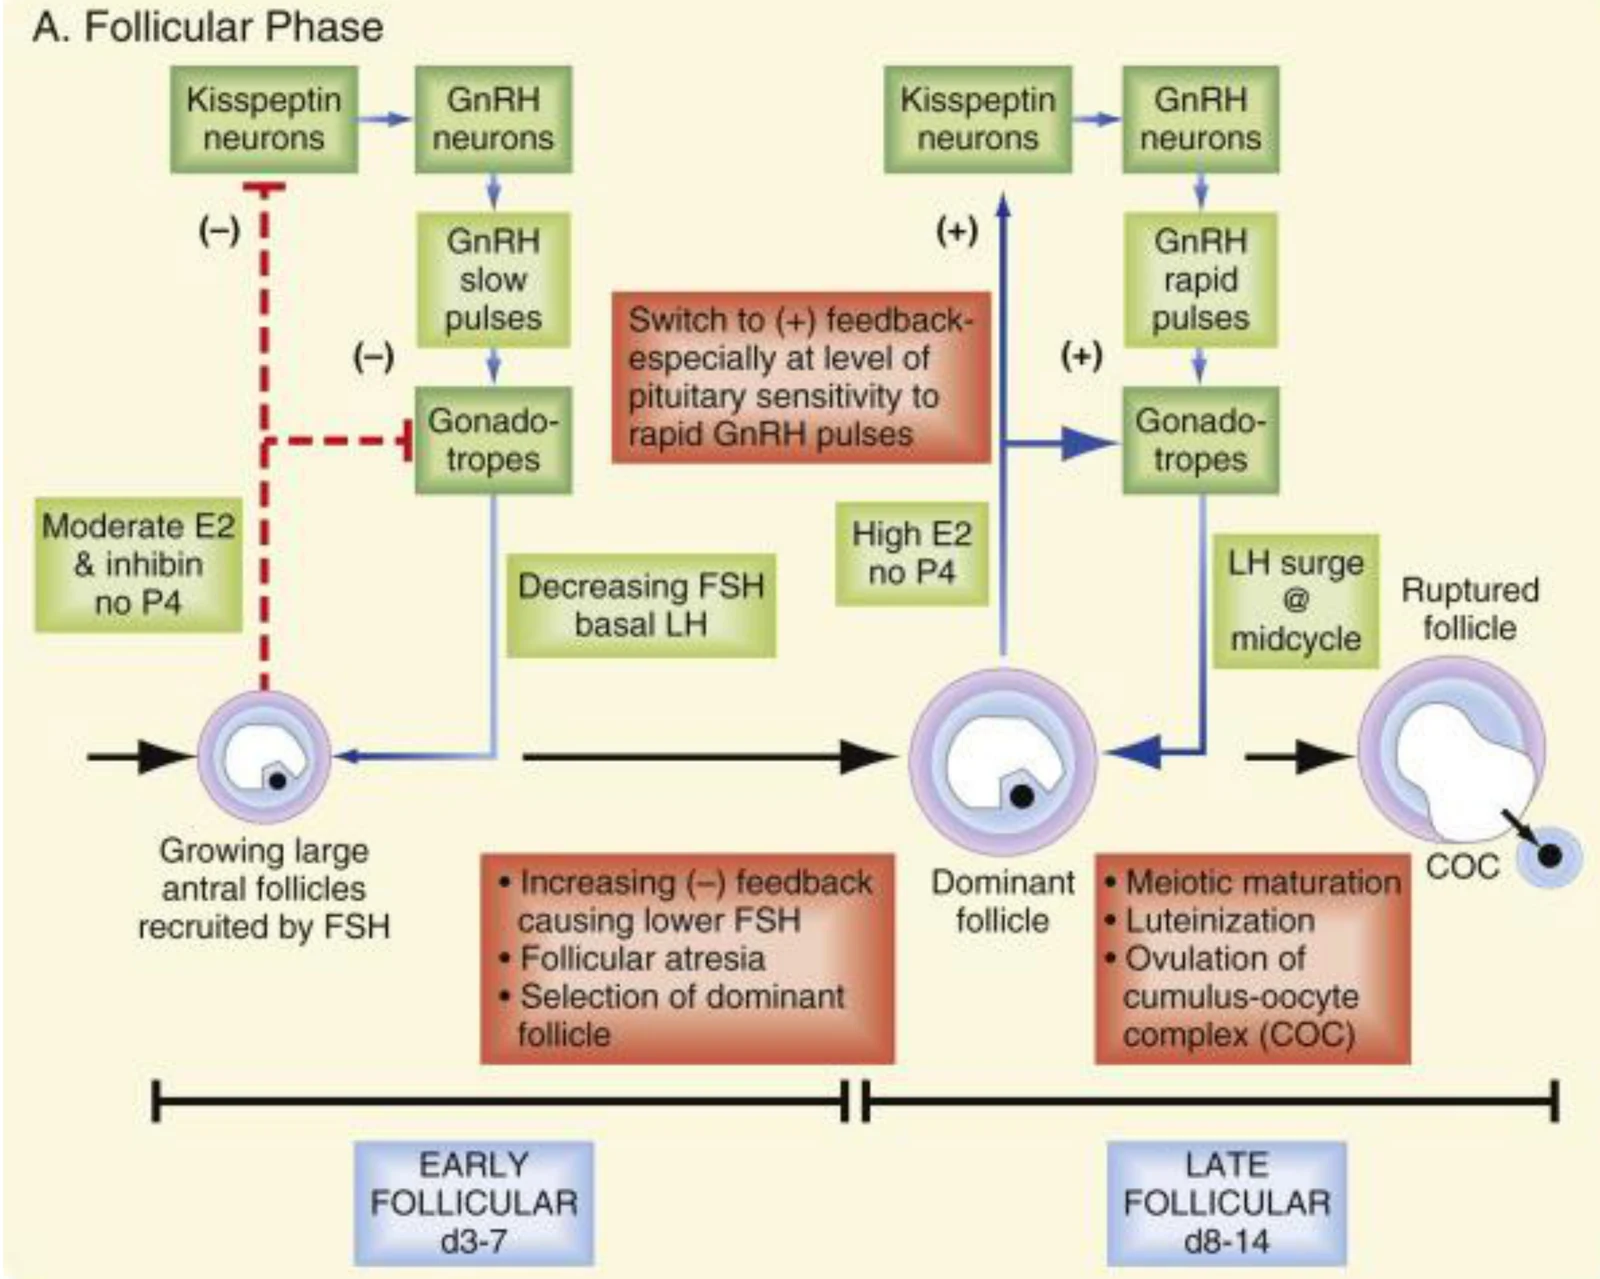 A. Follicular Phase
Kisspeptin
neurons
GnRH
neurons
(–)
GnRH
slow
pulses
(–)
Gonado-
tropes
Moderate E2
& inhibin
no P4
Decreasing FSH
basal LH
Growing large
antral follicles
recruited by FSH
• Increasing (–) feedback
causing lower FSH
• Follicular atresia
• Selection of dominant
follicle
EARLY
FOLLICULAR
d3-7
Kisspeptin
neurons
GnRH
neurons
(+)
GnRH
rapid
pulses
Switch to (+) feedback-
especially at level of
pituitary sensitivity to
rapid GnRH pulses
(+)
Gonado-
tropes
High E2
no P4
LH surge
@
midcycle
Ruptured
follicle
Dominant
follicle
COC
• Meiotic maturation
• Luteinization
• Ovulation of
cumulus-oocyte
complex (COC)
LATE
FOLLICULAR
d8-14